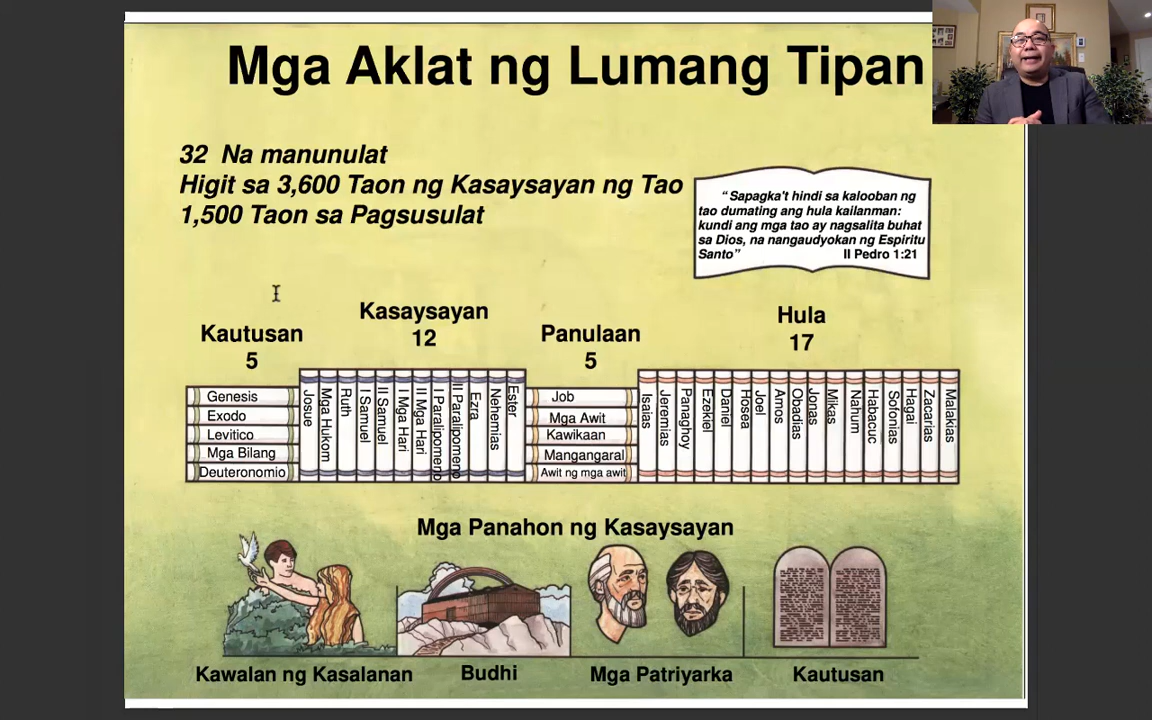 Mga Aklat ng Lumang Tipan
32 Na manunulat
Higit sa 3,600 Taon ng Kasaysayan ng Tao
1,500 Taon sa Pagsusulat
“Sapagka't hindi sa kalooban ng
tao dumating ang hula kailanman:
kundi ang mga tao ay nagsalita buhat
sa Dios, na nangaudyokan ng Espiritu
Santo” II Pedro 1:21
Kautusan
5
Kasaysayan
12
Panulaan
5
Hula
17
Genesis
Exodo
Levitico
Mga Bilang
Deuteronomio
Josue
Mga Hukom
Ruth
I Samuel
II Samuel
I Mga Hari
II Mga Hari
I Paralipomeno
II Paralipomeno
Ezra
Nehemias
Ester
Job
Mga Awit
Kawikaan
Mangangaral
Awit ng mga awit
Isaias
Jeremias
Panaghoy
Ezekiel
Daniel
Hosea
Joel
Amos
Obadias
Jonas
Mikas
Nahum
Habacuc
Sofonias
Hagai
Zacarias
Malakias
Mga Panahon ng Kasaysayan
Kawalan ng Kasalanan
Budhi
Mga Patriyarka
Kautusan